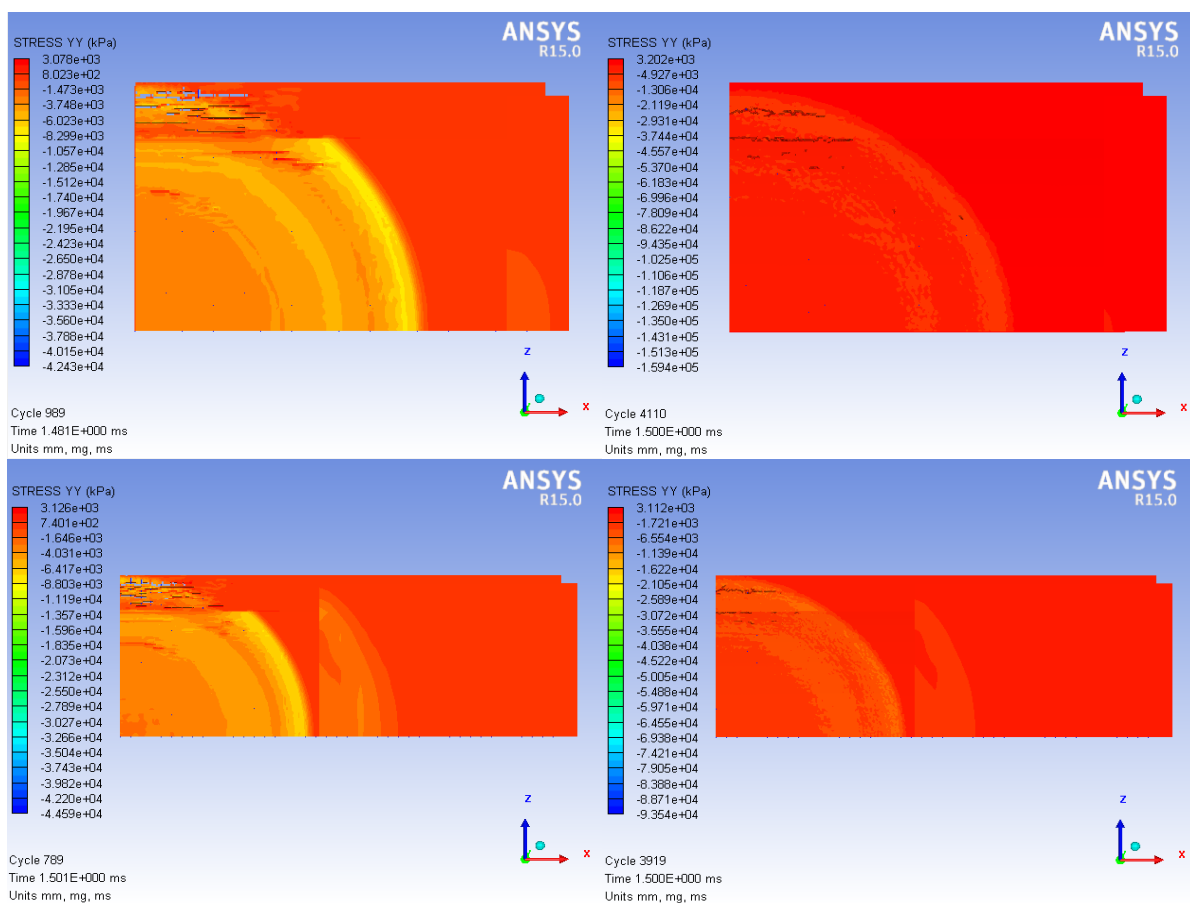 ANSYS
R15.0
STRESS YY (kPa)
3.078e+03
8.023e+02
-1.473e+03
-3.748e+03
-6.023e+03
-8.299e+03
-1.057e+04
-1.285e+04
-1.512e+04
-1.740e+04
-1.967e+04
-2.195e+04
-2.423e+04
-2.650e+04
-2.878e+04
-3.105e+04
-3.333e+04
-3.560e+04
-3.788e+04
-4.015e+04
-4.243e+04
z
x
Cycle 989
Time 1.481E+000 ms
Units mm, mg, ms
ANSYS
R15.0
STRESS YY (kPa)
3.202e+03
-4.927e+03
-1.306e+04
-2.119e+04
-2.931e+04
-3.744e+04
-4.557e+04
-5.370e+04
-6.183e+04
-6.996e+04
-7.809e+04
-8.622e+04
-9.435e+04
-1.025e+05
-1.106e+05
-1.187e+05
-1.269e+05
-1.350e+05
-1.431e+05
-1.513e+05
-1.594e+05
z
x
Cycle 4110
Time 1.500E+000 ms
Units mm, mg, ms
ANSYS
R15.0
STRESS YY (kPa)
3.126e+03
7.401e+02
-1.646e+03
-4.031e+03
-6.417e+03
-8.803e+03
-1.119e+04
-1.357e+04
-1.596e+04
-1.835e+04
-2.073e+04
-2.312e+04
-2.550e+04
-2.789e+04
-3.027e+04
-3.266e+04
-3.504e+04
-3.743e+04
-3.982e+04
-4.220e+04
-4.459e+04
z
x
Cycle 789
Time 1.501E+000 ms
Units mm, mg, ms
ANSYS
R15.0
STRESS YY (kPa)
3.112e+03
-1.721e+03
-6.554e+03
-1.139e+04
-1.622e+04
-2.105e+04
-2.589e+04
-3.072e+04
-3.555e+04
-4.038e+04
-4.522e+04
-5.005e+04
-5.488e+04
-5.971e+04
-6.455e+04
-6.938e+04
-7.421e+04
-7.905e+04
-8.388e+04
-8.871e+04
-9.354e+04
z
x
Cycle 3919
Time 1.500E+000 ms
Units mm, mg, ms